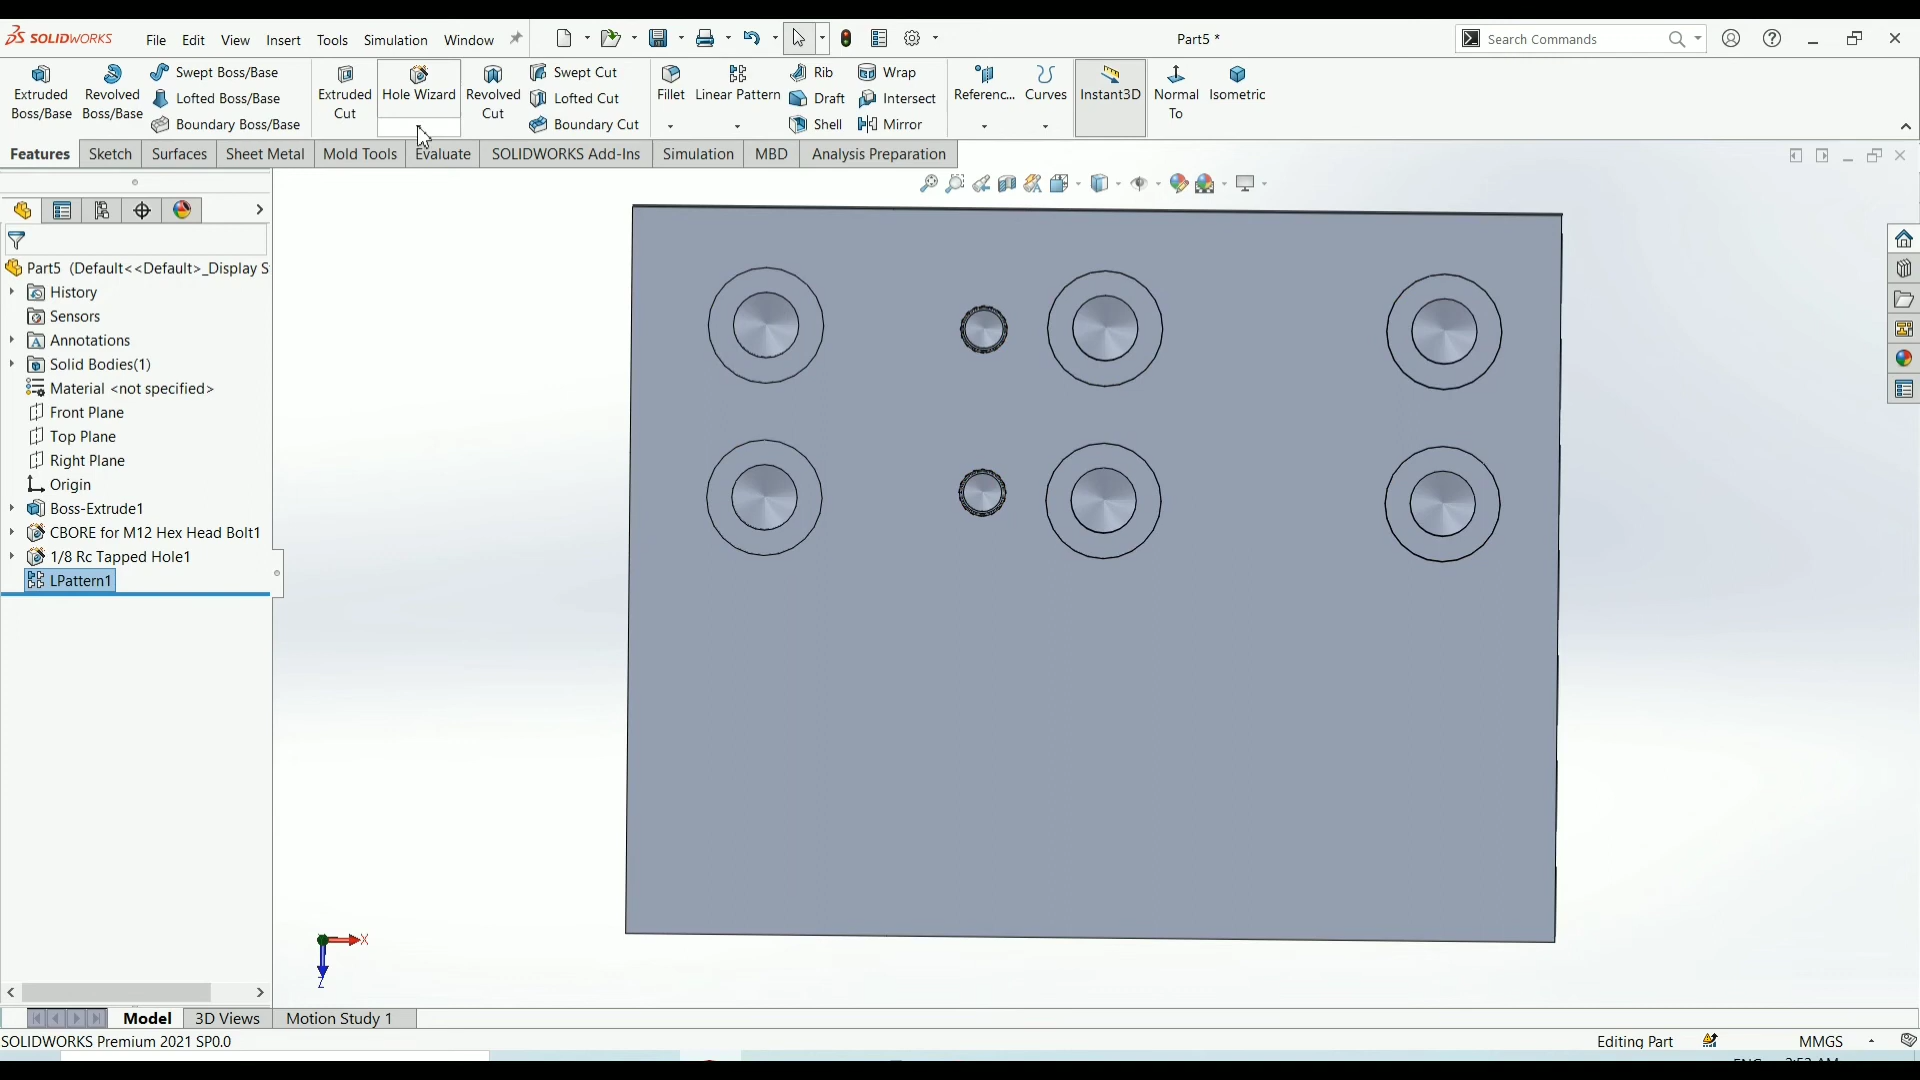 SOLIDWORKS File Edit View Insert Tools Simulation Window Part5 * Search Commands
Extruded Boss/Base
Revolved Boss/Base
Swept Boss/Base
Lofted Boss/Base
Boundary Boss/Base
Extruded Cut
Hole Wizard
Revolved Cut
Swept Cut
Lofted Cut
Boundary Cut
Fillet
Linear Pattern
Rib
Draft
Shell
Wrap
Intersect
Mirror
Referenc...
Curves
Instant3D
Normal To
Isometric
Features Sketch Surfaces Sheet Metal Mold Tools Evaluate SOLIDWORKS Add-Ins Simulation MBD Analysis Preparation
Part5 (Default<<Default>_Display S
History
Sensors
Annotations
Solid Bodies(1)
Material <not specified>
Front Plane
Top Plane
Right Plane
Origin
Boss-Extrude1
CBORE for M12 Hex Head Bolt1
1/8 Rc Tapped Hole1
LPattern1
X
Z
Model 3D Views Motion Study 1
SOLIDWORKS Premium 2021 SP0.0 Editing Part MMGS